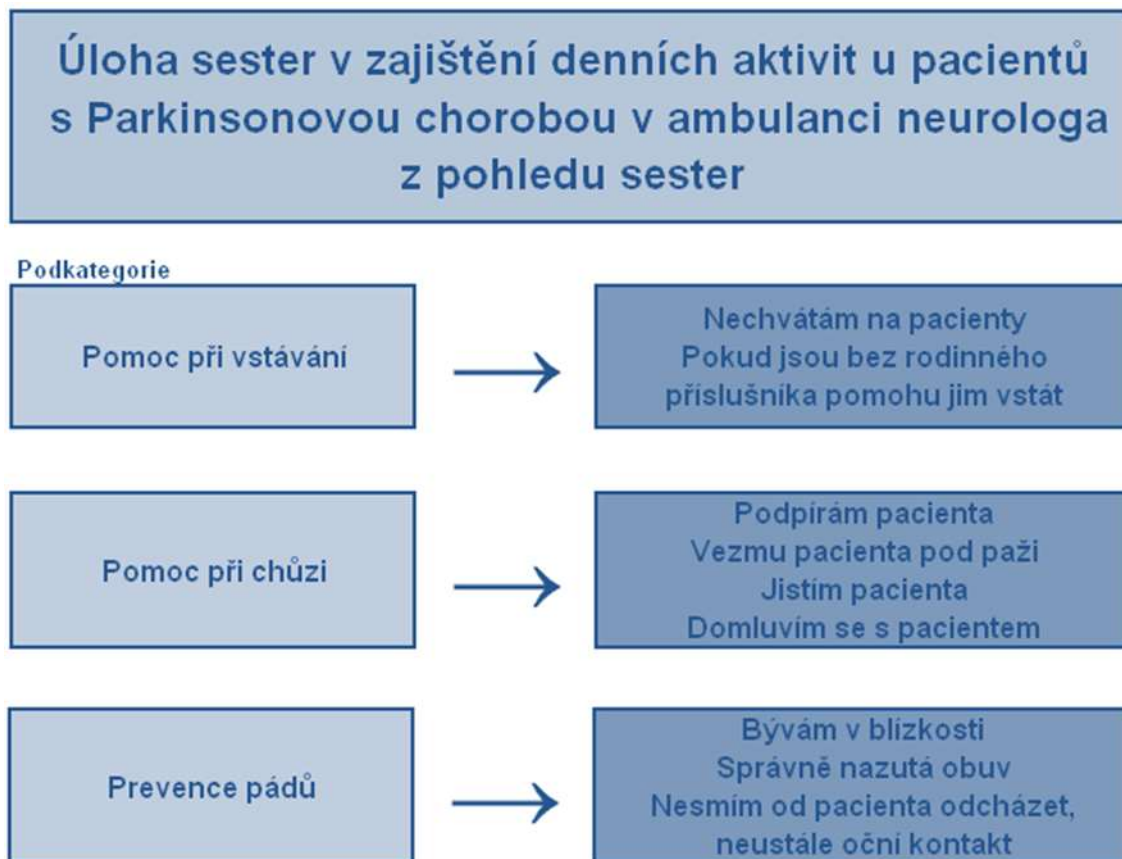 Úloha sester v zajištění denních aktivit u pacientů
s Parkinsonovou chorobou v ambulanci neurologa
z pohledu sester
Podkategorie
Pomoc při vstávání
Nechvátám na pacienty
Pokud jsou bez rodinného
příslušníka pomohu jim vstát
Pomoc při chůzi
Podpírám pacienta
Vezmu pacienta pod paži
Jistím pacienta
Domluvím se s pacientem
Prevence pádů
Bývám v blízkosti
Správně nazutá obuv
Nesmím od pacienta odcházet,
neustále oční kontakt